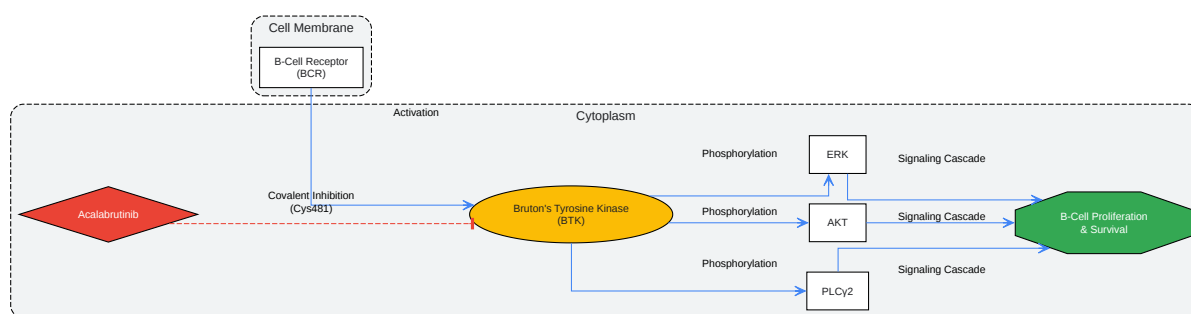 Cell Membrane
B-Cell Receptor
(BCR)
Activation
Cytoplasm
Phosphorylation
ERK
Signaling Cascade
Covalent Inhibition
(Cys481)
Acalabrutinib
Bruton's Tyrosine Kinase
(BTK)
Phosphorylation
AKT
Signaling Cascade
B-Cell Proliferation
& Survival
Phosphorylation
PLCγ2
Signaling Cascade